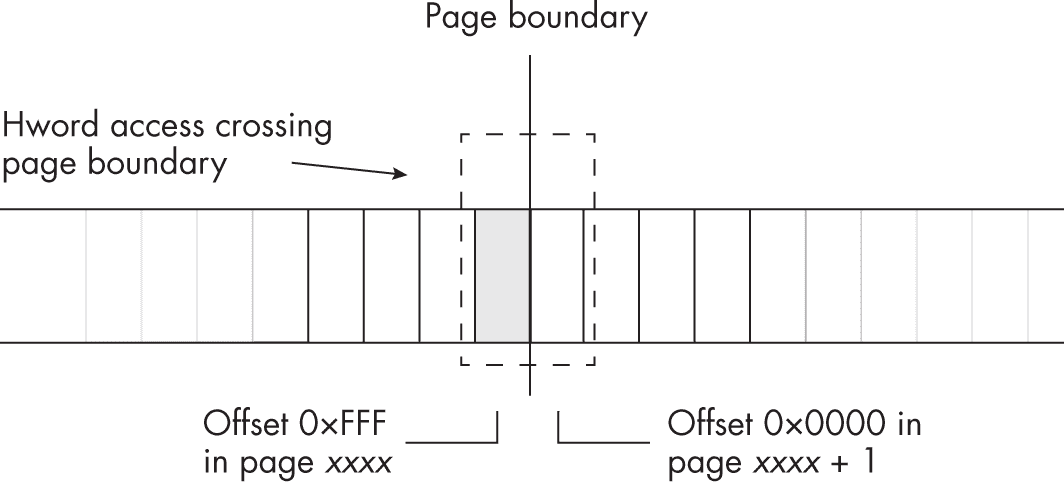 Page boundary
Hword access crossing
page boundary
Offset 0×FFF
in page xxxx
Offset 0×0000 in
page xxxx + 1